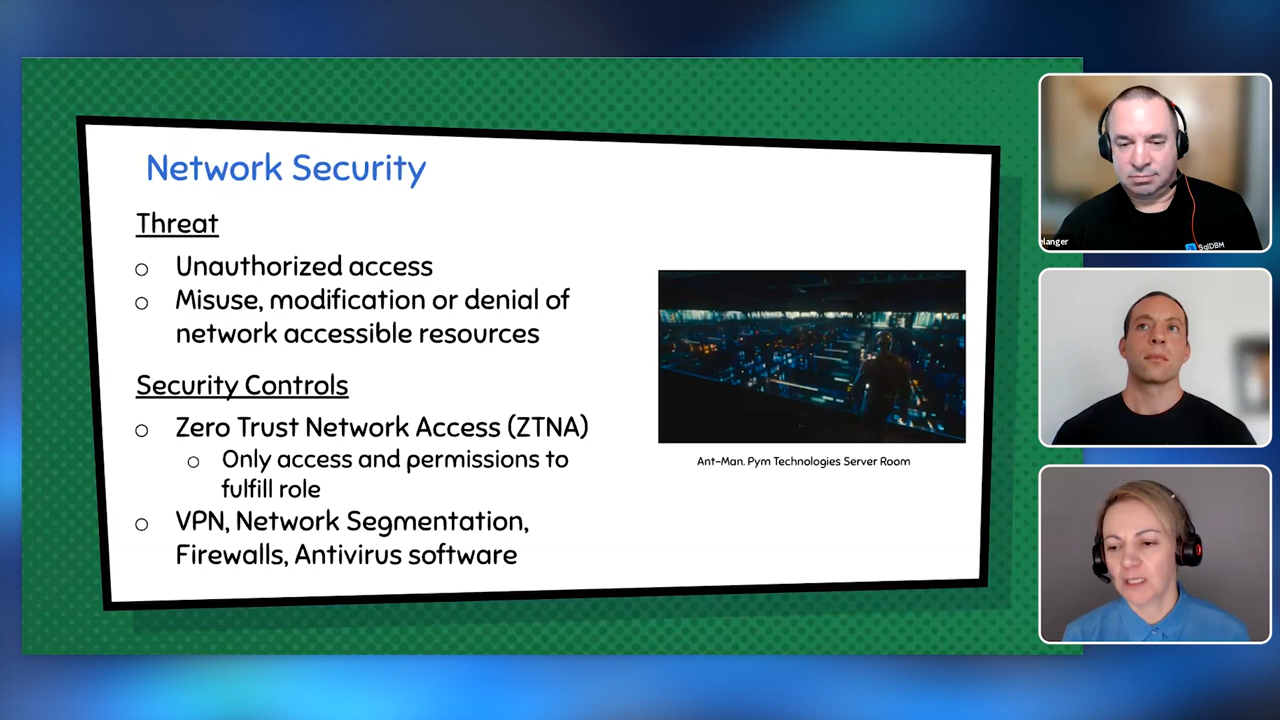 Network Security
Threat
Unauthorized access
Misuse, modification or denial of
network accessible resources
Security Controls
Zero Trust Network Access (ZTNA)
Only access and permissions to
fulfill role
VPN, Network Segmentation,
Firewalls, Antivirus software
Ant-Man. Pym Technologies Server Room
elanger
SqlDBM